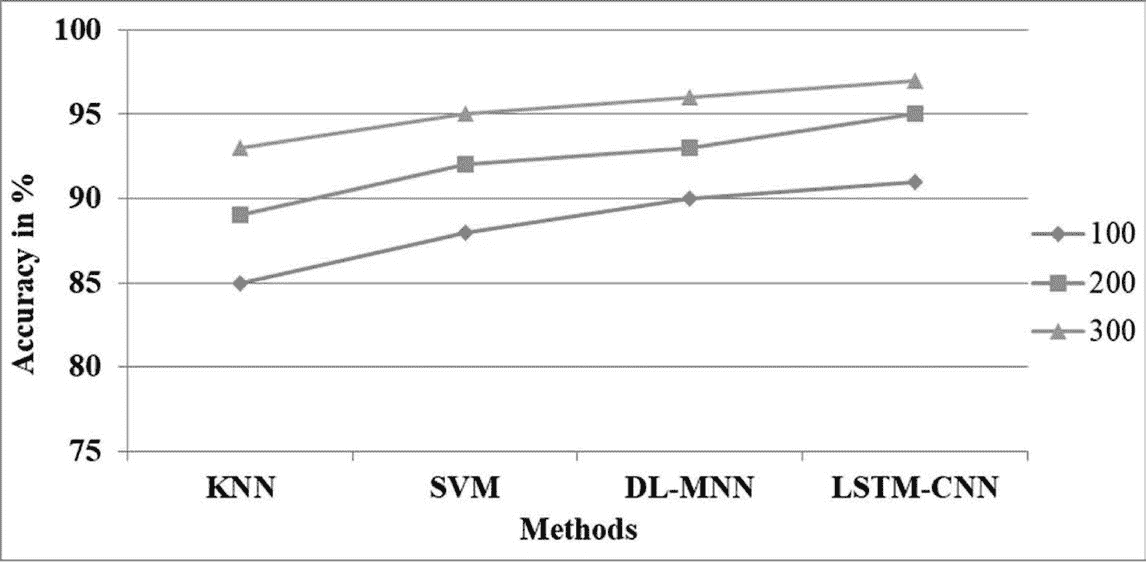 100
95
90
85
80
75
Accuracy in %
KNN
SVM
DL-MNN
LSTM-CNN
Methods
100
200
300